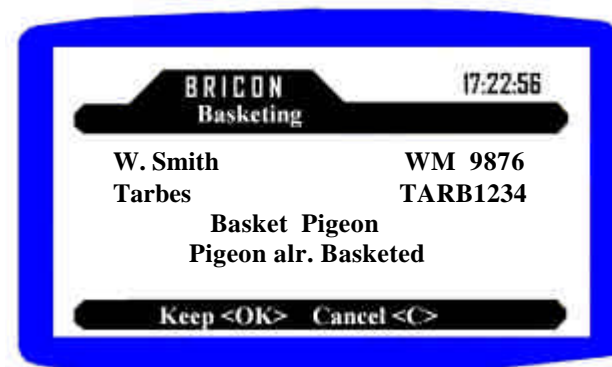 BRICON 17:22:56
Basketing
W. Smith WM 9876
Tarbes TARB1234
Basket Pigeon
Pigeon alr. Basketed
Keep <OK> Cancel <C>